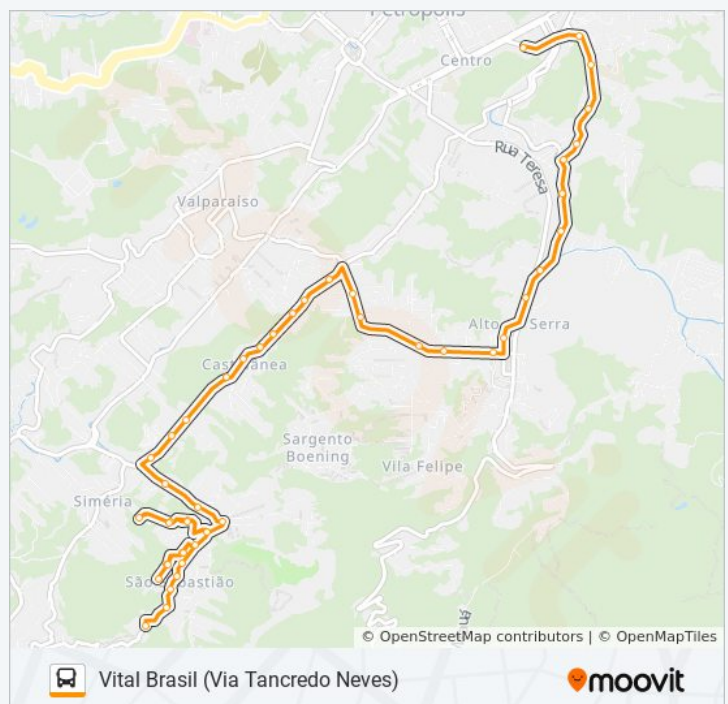 Petrópolis
Centro
Rua Teresa
Valparaíso
Alto da Serra
Castelânea
Sargento
Boening
Vila Felipe
Siméria
São Sebastião
© OpenStreetMap contributors | © OpenMapTiles
Vital Brasil (Via Tancredo Neves)
moovit